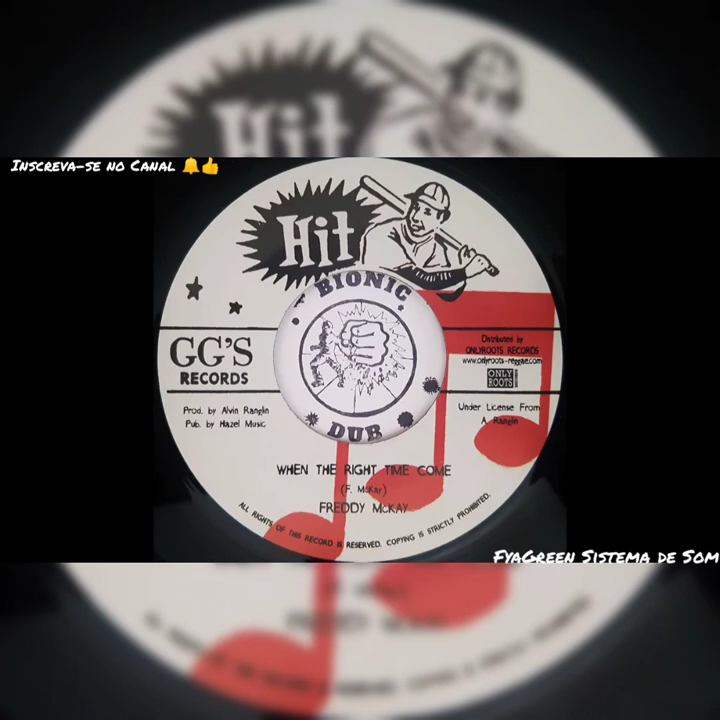 Inscreva-se no Canal
Hit
BIONIC
DUB
GG'S
RECORDS
Distributed by
ONLYROOTS RECORDS
www.onlyroots-reggae.com
ONLY
ROOTS
Prod. by Alvin Ranglin
Pub. by Hazel Music
Under License From
A. Ranglin
WHEN THE RIGHT TIME COME
(F. McKay)
FREDDY McKAY
ALL RIGHTS OF THIS RECORD IS RESERVED. COPYING IS STRICTLY PROHIBITED.
FyaGreen Sistema de Som